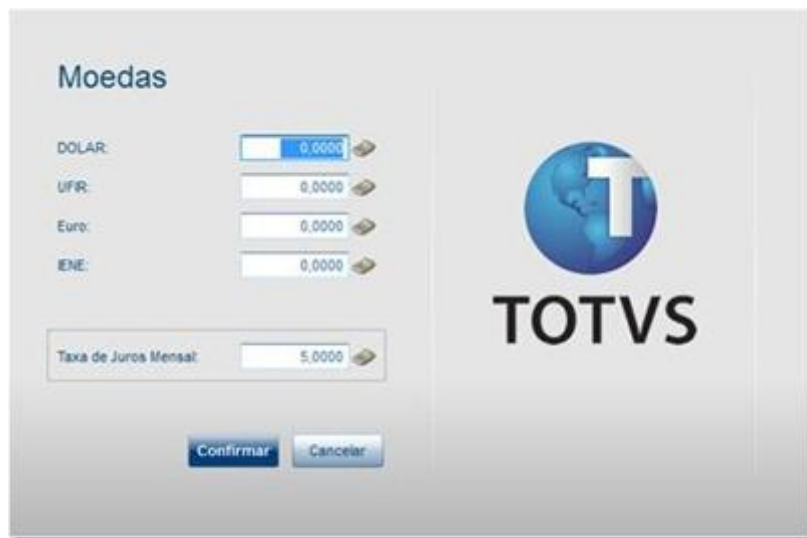 Moedas
DOLAR: 0,0000
UFIR: 0,0000
Euro: 0,0000
IENE: 0,0000
Taxa de Juros Mensal: 5,0000
Confirmar Cancelar
T
TOTVS